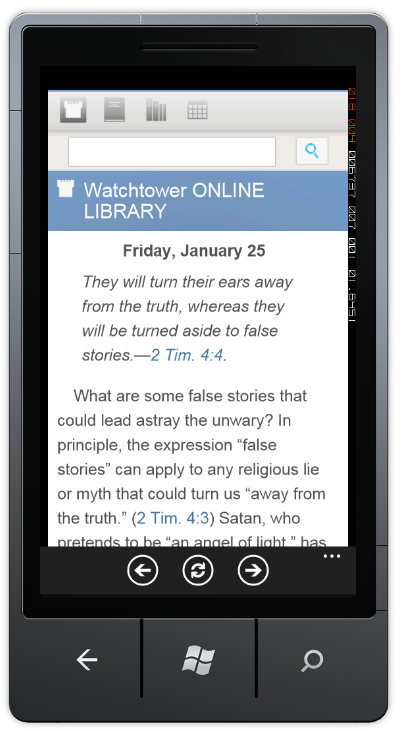 Watchtower ONLINE
LIBRARY
Friday, January 25
They will turn their ears away
from the truth, whereas they
will be turned aside to false
stories.—2 Tim. 4:4.
What are some false stories that
could lead astray the unwary? In
principle, the expression “false
stories” can apply to any religious lie
or myth that could turn us “away from
the truth.” (2 Tim. 4:3) Satan, who
pretends to be “an angel of light,” has
...